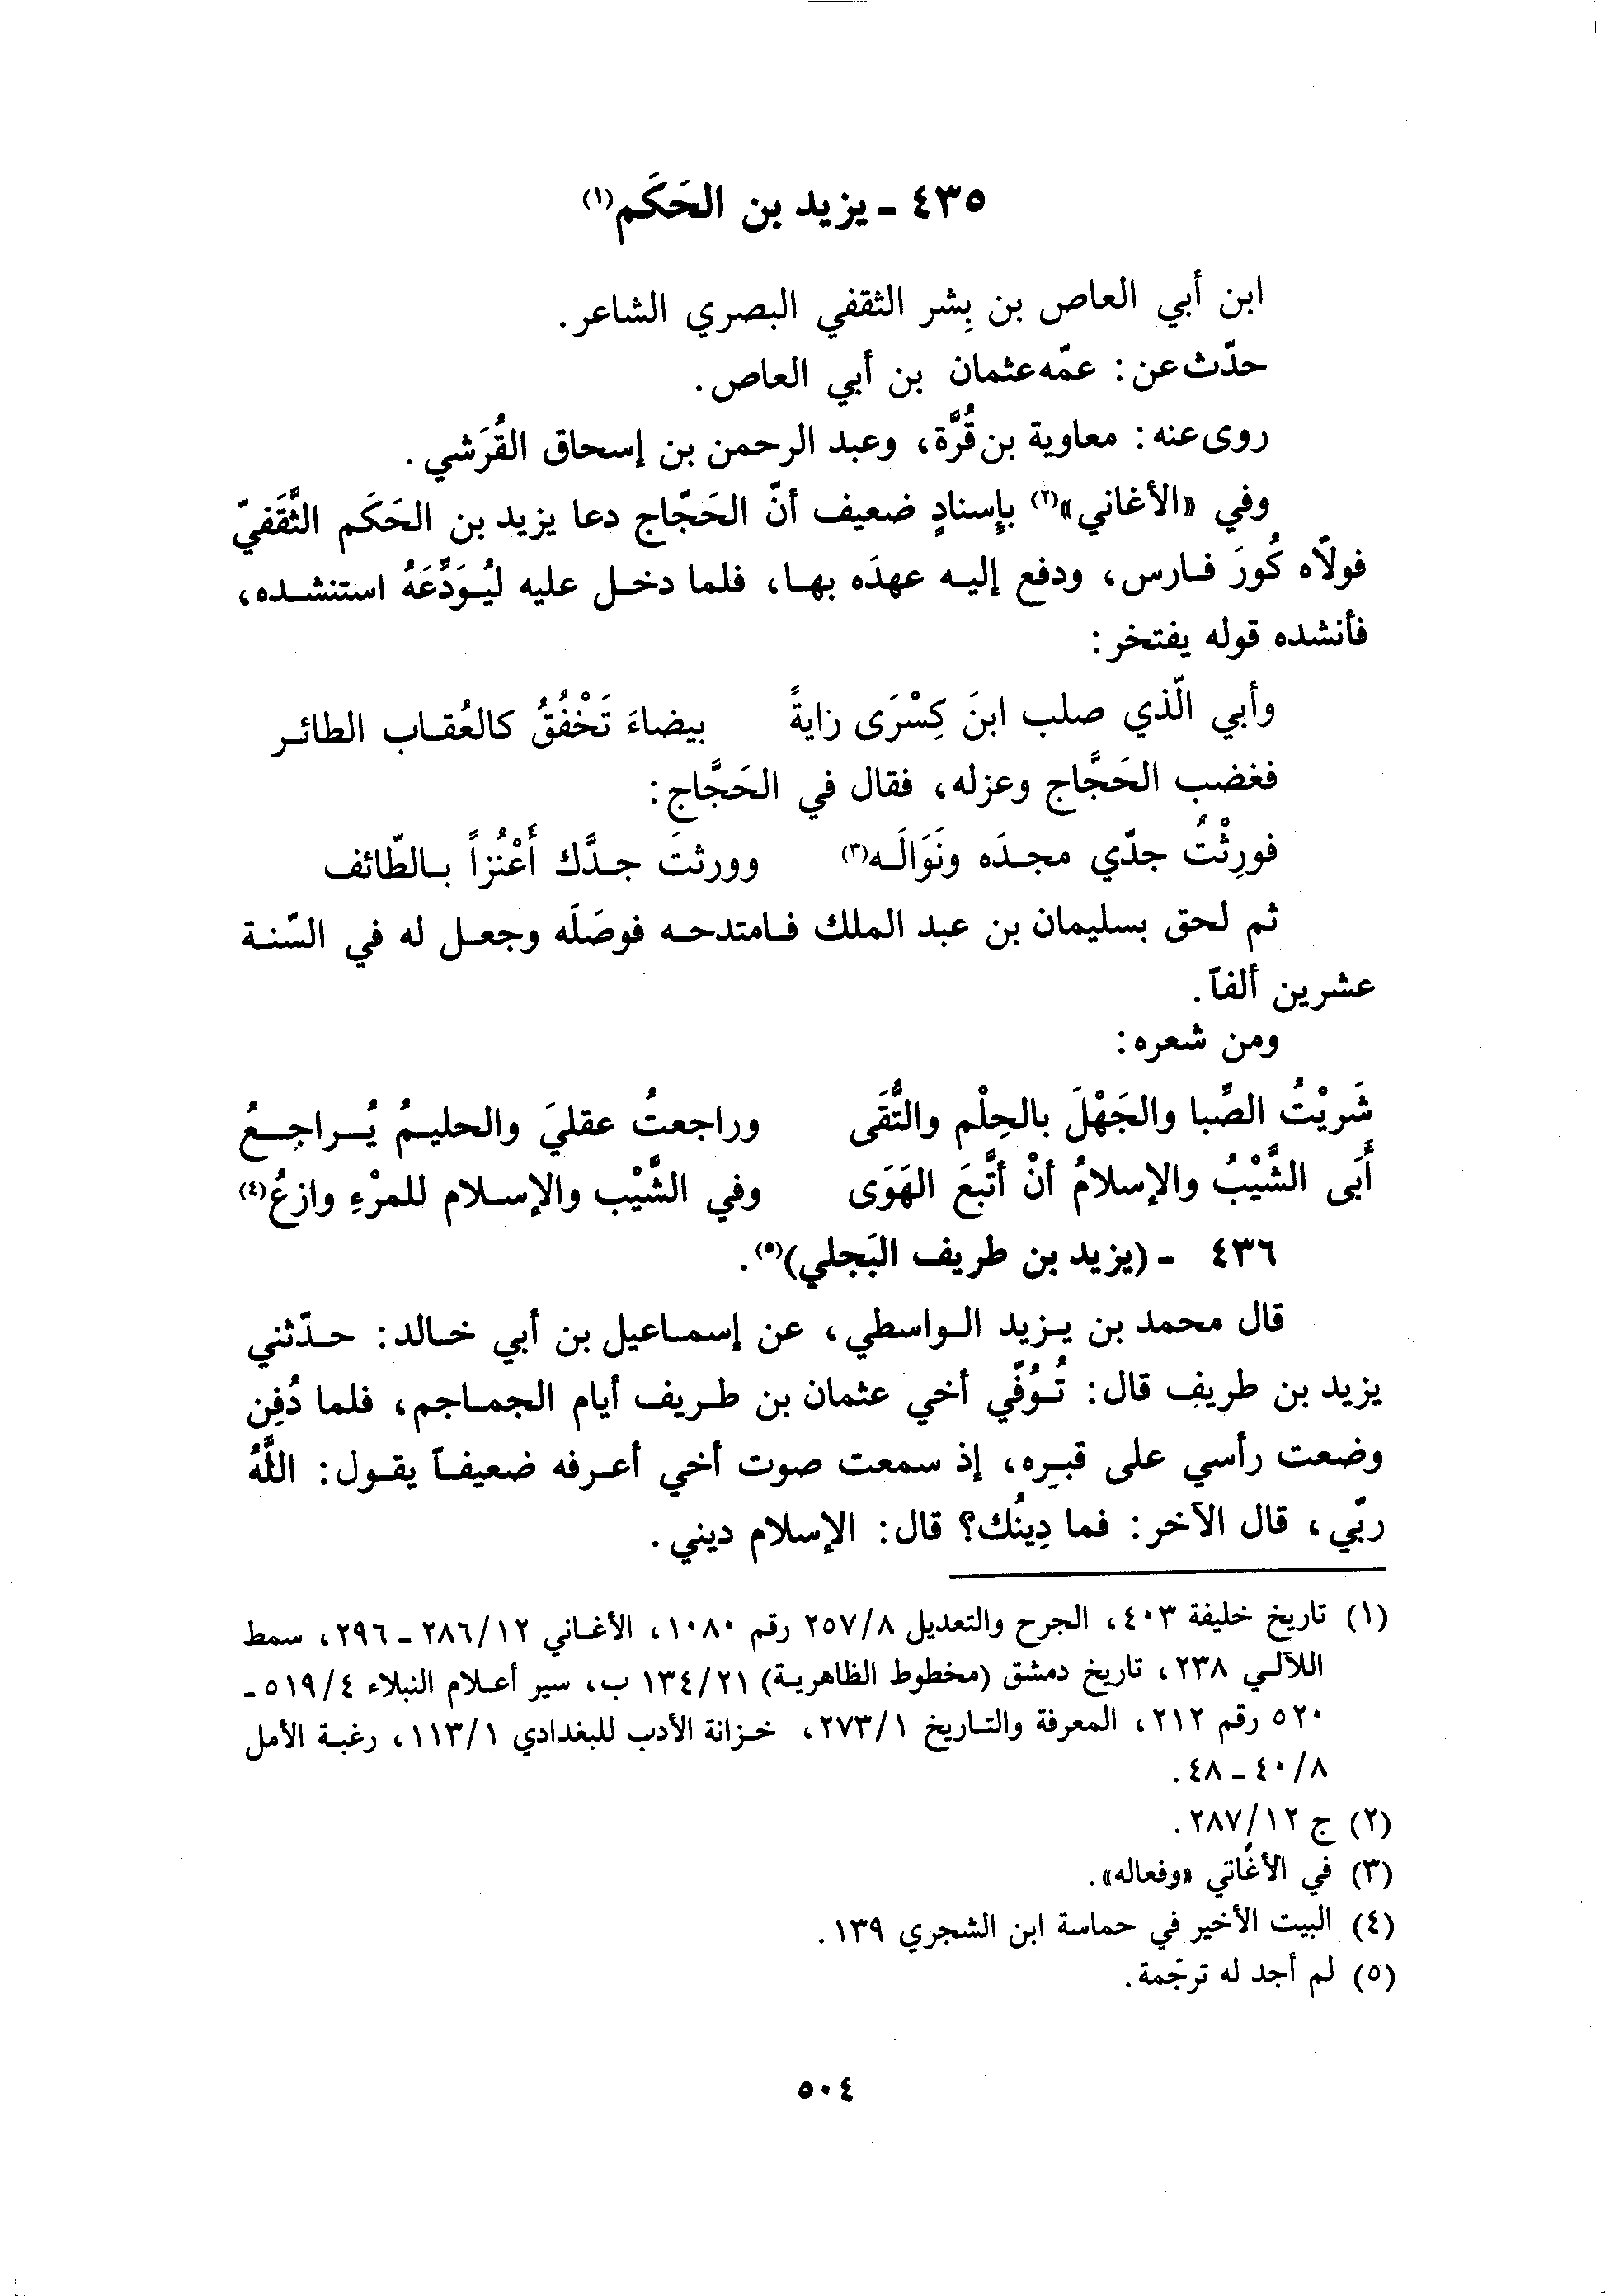 ٤٣٥ - يزيد بن الحَكَم(١)
ابن أبي العاص بن بِشر الثقفي البصري الشاعر.
حدّث عن: عمّه عثمان بن أبي العاص.
روى عنه: معاوية بن قُرَّة، وعبد الرحمن بن إسحاق القُرَشي.
وفي «الأغاني»(٢) بإِسنادٍ ضعيف أنّ الحَجّاج دعا يزيد بن الحَكَم الثَّقَفيّ
فولّاه كُورَ فارس، ودفع إليه عهدَه بها، فلما دخل عليه ليُوَدِّعَهُ استنشده،
فأنشده قوله يفتخر:
وأبي الّذي صلب ابنَ كِسْرَى زايةً بيضاءَ تَخْفُقُ كالعُقاب الطائر
فغضب الحَجَّاج وعزله، فقال في الحَجَّاج:
فورِثْتُ جدّي مجدَه ونَوَالَه(٣) وورثتَ جدَّك أَعْنُزاً بالطّائف
ثم لحق بسليمان بن عبد الملك فامتدحه فوصَلَه وجعل له في السّنة
عشرين ألفاً.
ومن شعره:
شَريْتُ الصِّبا والجَهْلَ بالحِلْم والتُّقَى وراجعتُ عقليَ والحليمُ يُراجعُ
أَبَى الشَّيْبُ والإسلامُ أنْ أتَّبعَ الهَوَى وفي الشَّيْب والإسلام للمرْءِ وازعُ(٤)
٤٣٦ - (يزيد بن طريف البَجلي)(٥).
قال محمد بن يزيد الواسطي، عن إسماعيل بن أبي خالد: حدّثني
يزيد بن طريف قال: تُوُفّي أخي عثمان بن طريف أيام الجماجم، فلما دُفِن
وضعت رأسي على قبره، إذ سمعت صوت أخي أعرفه ضعيفاً يقول: اللَّهُ
ربّي، قال الآخر: فما دِينُك؟ قال: الإسلام ديني.
(١) تاريخ خليفة ٤٠٣، الجرح والتعديل ٢٥٧/٨ رقم ١٠٨٠، الأغاني ٢٨٦/١٢ - ٢٩٦، سمط
اللآلي ٢٣٨، تاريخ دمشق (مخطوط الظاهرية) ١٣٤/٢١ ب، سير أعلام النبلاء ٥١٩/٤ -
٥٢٠ رقم ٢١٢، المعرفة والتاريخ ٢٧٣/١، خزانة الأدب للبغدادي ١١٣/١، رغبة الأمل
٤٠/٨ - ٤٨.
(٢) ج ٢٨٧/١٢.
(٣) في الأغاني «وفعاله».
(٤) البيت الأخير في حماسة ابن الشجري ١٣٩.
(٥) لم أجد له ترجمة.
٥٠٤